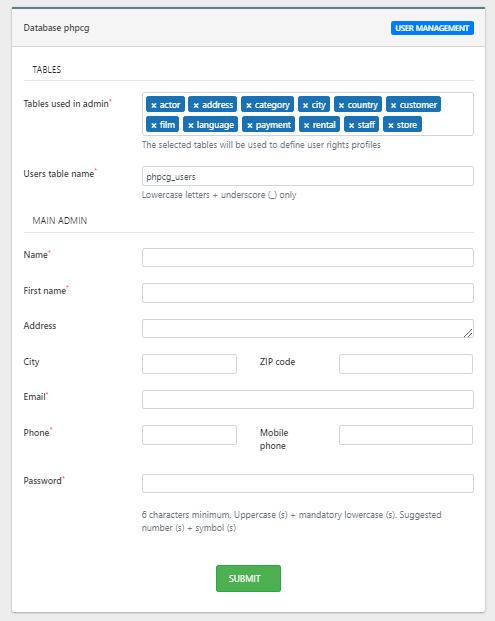 Database phpcg USER MANAGEMENT
TABLES
Tables used in admin* × actor × address × category × city × country × customer
× film × language × payment × rental × staff × store
The selected tables will be used to define user rights profiles
Users table name* phpcg_users
Lowercase letters + underscore (_) only
MAIN ADMIN
Name*
First name*
Address
City ZIP code
Email*
Phone* Mobile
phone
Password*
6 characters minimum. Uppercase (s) + mandatory lowercase (s). Suggested
number (s) + symbol (s)
SUBMIT